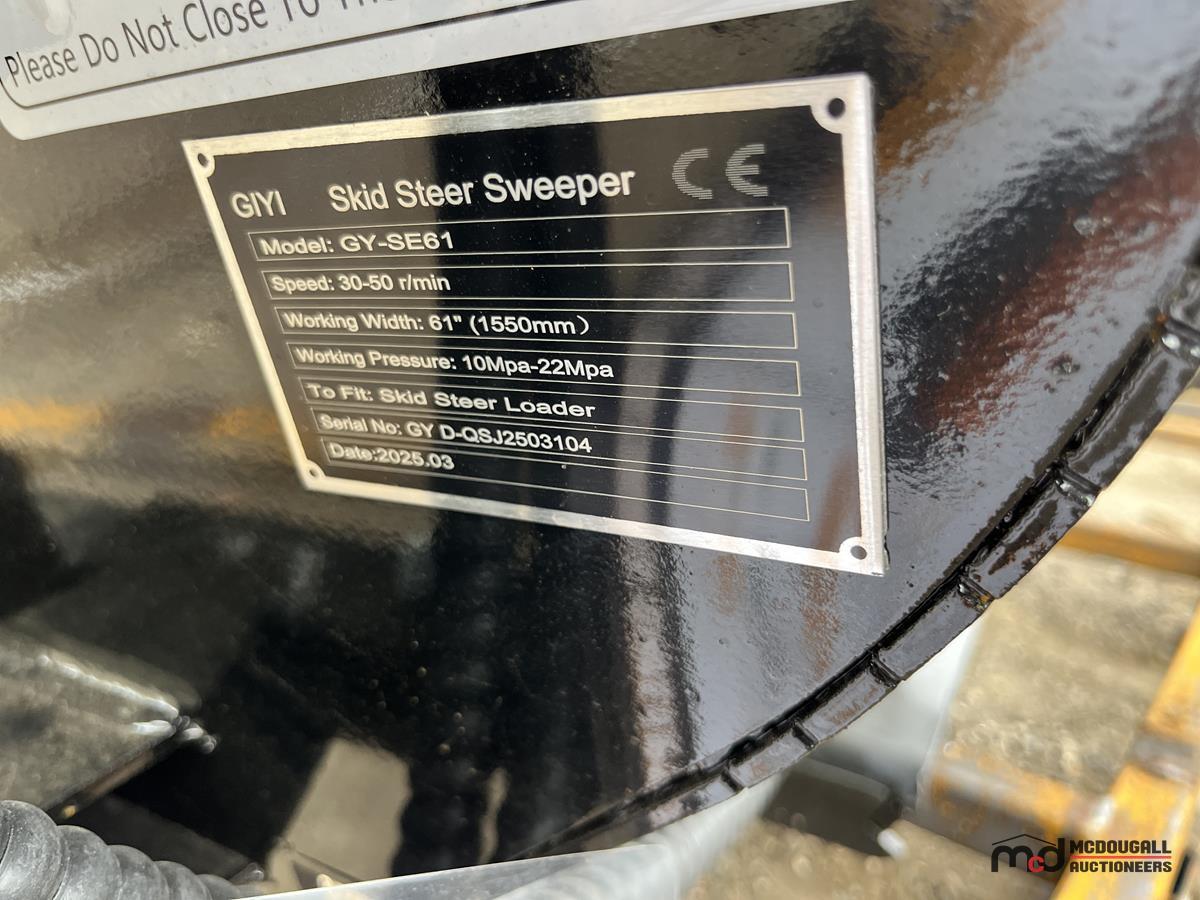 Please Do Not Close To
GIYI Skid Steer Sweeper CE
Model: GY-SE61
Speed: 30-50 r/min
Working Width: 61" (1550mm）
Working Pressure: 10Mpa-22Mpa
To Fit: Skid Steer Loader
Serial No: GY D-QSJ2503104
Date:2025.03
mcd MCDOUGALL
AUCTIONEERS